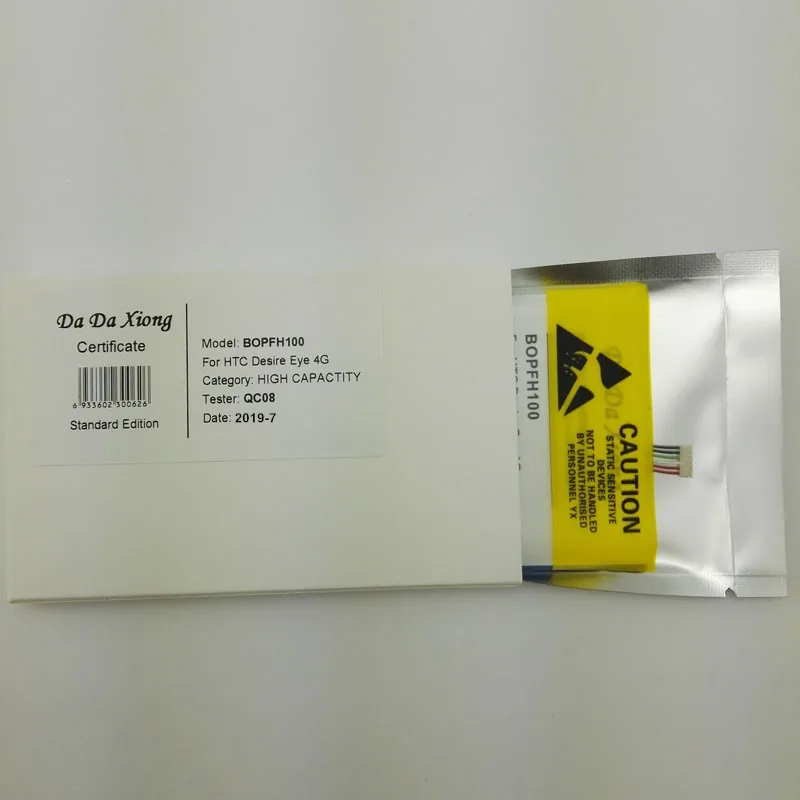 Da Da Xiong
Certificate
6 933602 300626
Standard Edition
Model: BOPFH100
For HTC Desire Eye 4G
Category: HIGH CAPACTITY
Tester: QC08
Date: 2019-7
BOPFH100
CAUTION
STATIC SENSITIVE
DEVICES
NOT TO BE HANDLED
BY UNAUTHORISED
PERSONNEL YX